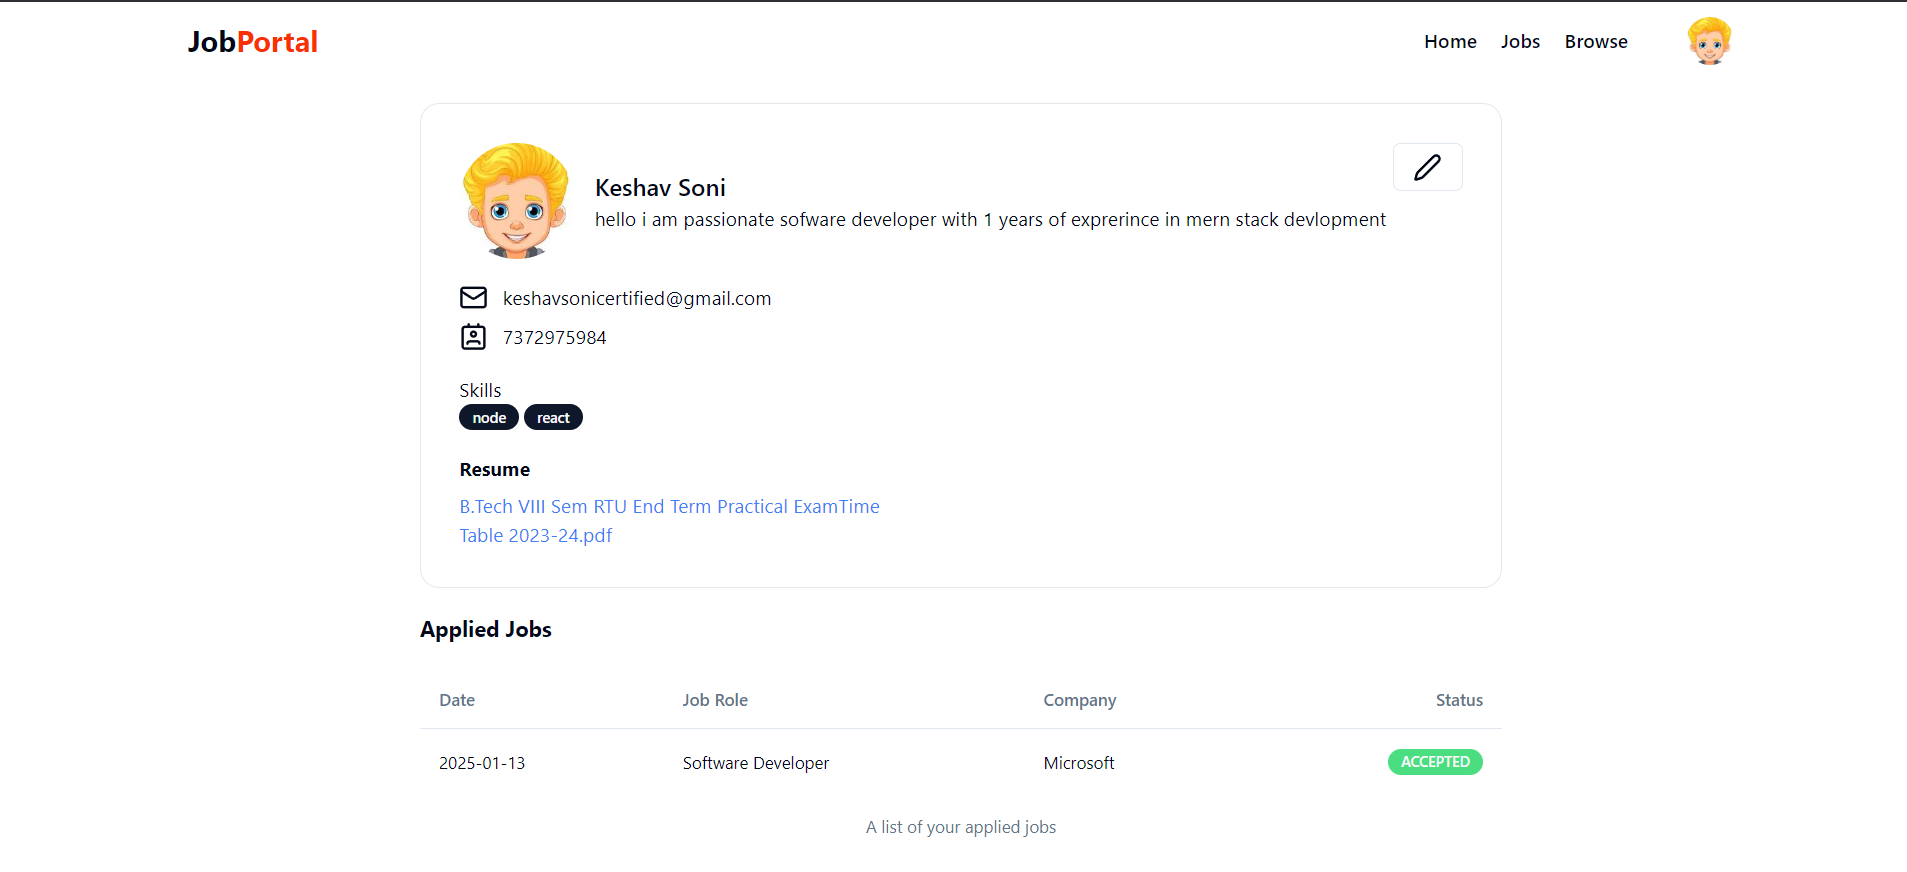 JobPortal
Home Jobs Browse
Keshav Soni
hello i am passionate sofware developer with 1 years of exprerince in mern stack devlopment
keshavsonicertified@gmail.com
7372975984
Skills
node react
Resume
B.Tech VIII Sem RTU End Term Practical ExamTime
Table 2023-24.pdf
Applied Jobs
Date Job Role Company Status
2025-01-13 Software Developer Microsoft ACCEPTED
A list of your applied jobs